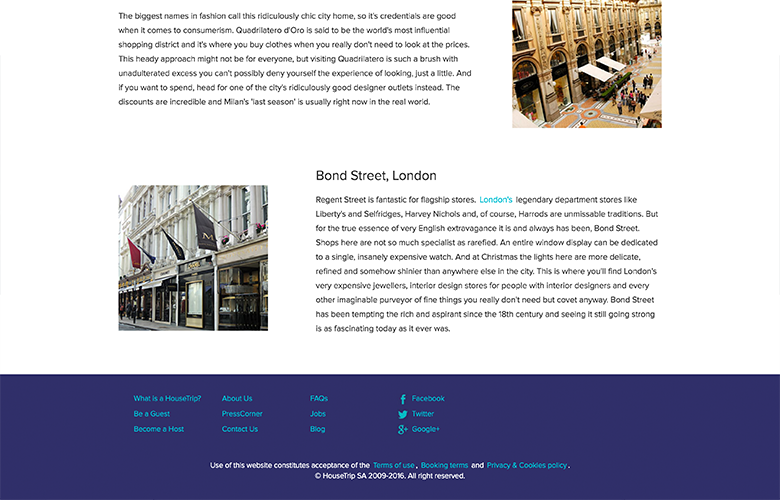 The biggest names in fashion call this ridiculously chic city home, so it's credentials are good
when it comes to consumerism. Quadrilatero d'Oro is said to be the world's most influential
shopping district and it's where you buy clothes when you really don't need to look at the prices.
This heady approach might not be for everyone, but visiting Quadrilatero is such a brush with
unadulterated excess you can't possibly deny yourself the experience of looking, just a little. And
if you want to spend, head for one of the city's ridiculously good designer outlets instead. The
discounts are incredible and Milan's 'last season' is usually right now in the real world.
Bond Street, London
Regent Street is fantastic for flagship stores. London's legendary department stores like
Liberty's and Selfridges, Harvey Nichols and, of course, Harrods are unmissable traditions. But
for the true essence of very English extravagance it is and always has been, Bond Street.
Shops here are not so much specialist as rarefied. An entire window display can be dedicated
to a single, insanely expensive watch. And at Christmas the lights here are more delicate,
refined and somehow shinier than anywhere else in the city. This is where you'll find London's
very expensive jewellers, interior design stores for people with interior designers and every
other imaginable purveyor of fine things you really don't need but covet anyway. Bond Street
has been tempting the rich and aspirant since the 18th century and seeing it still going strong
is as fascinating today as it ever was.
What is a HouseTrip? About Us FAQs Facebook
Be a Guest PressCorner Jobs Twitter
Become a Host Contact Us Blog Google+
Use of this website constitutes acceptance of the Terms of use, Booking terms and Privacy & Cookies policy.
© HouseTrip SA 2009-2016. All right reserved.